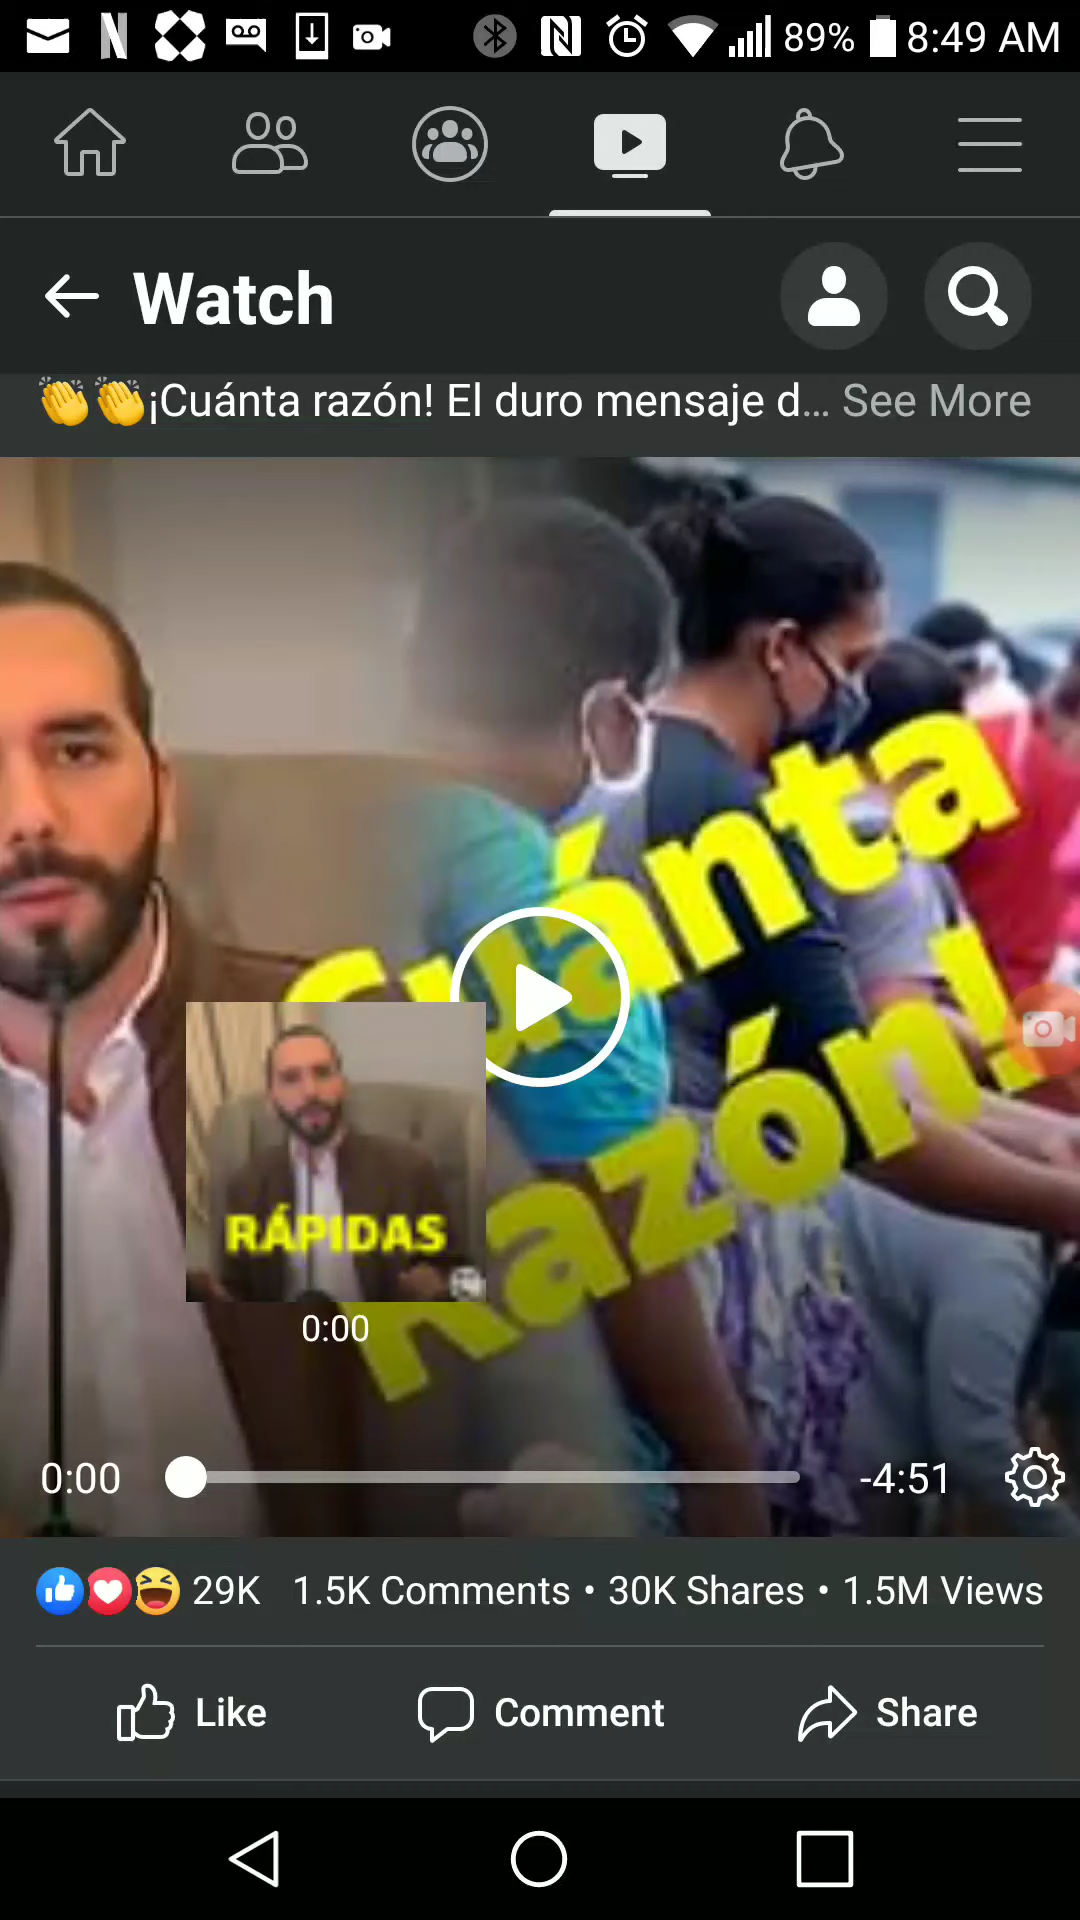 89% 8:49 AM
Watch
👏👏¡Cuánta razón! El duro mensaje d... See More
Cuánta
Razón!
RÁPIDAS
0:00
0:00 -4:51
29K 1.5K Comments • 30K Shares • 1.5M Views
Like Comment Share